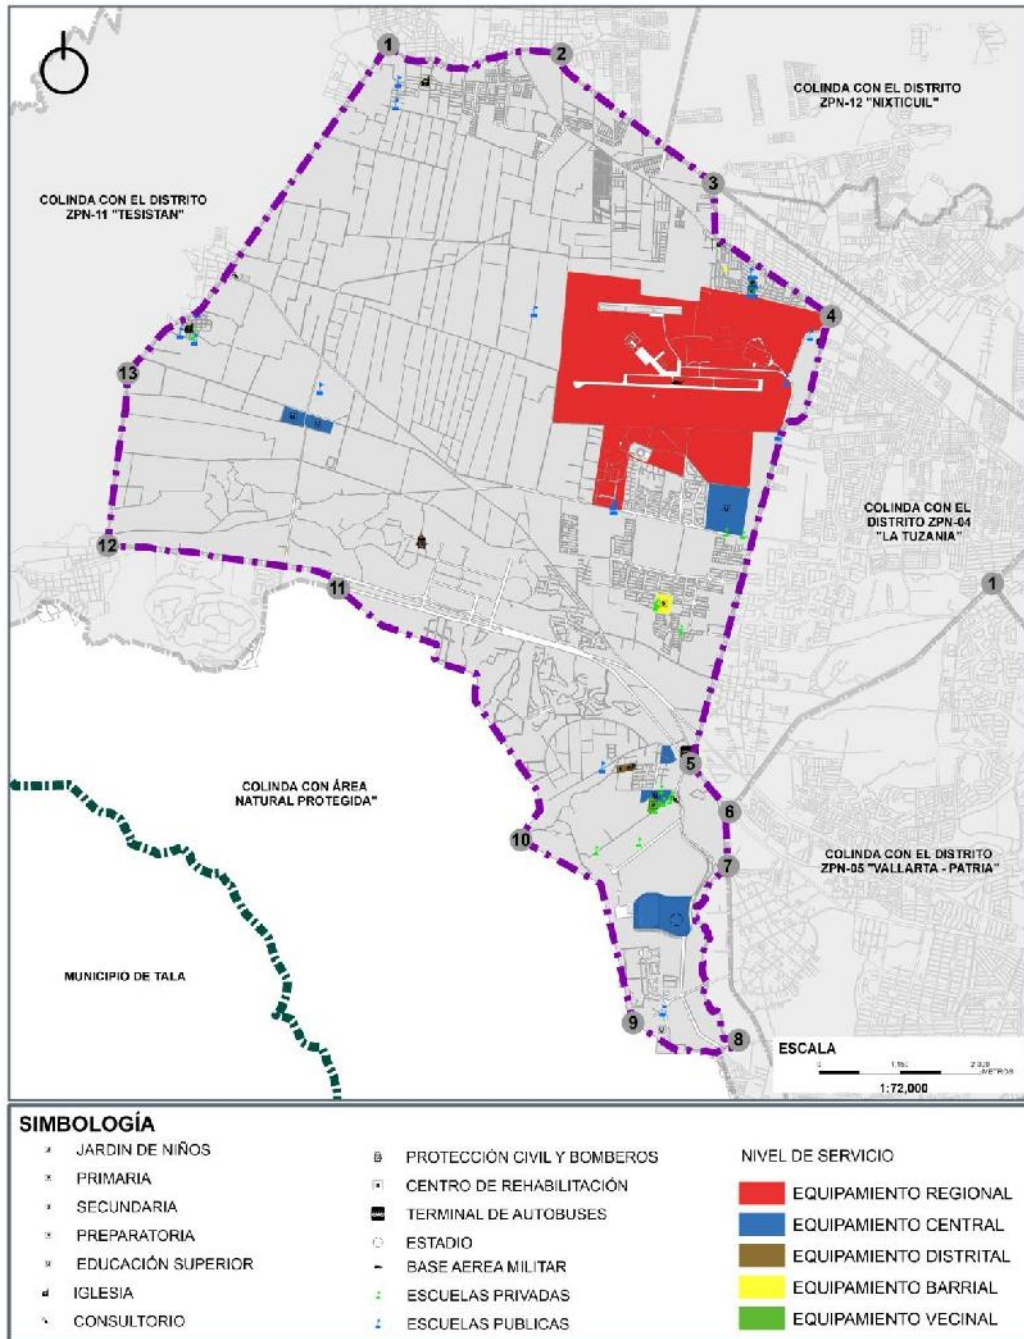 1
2
COLINDA CON EL DISTRITO
ZPN-12 "NIXTICUIL"
3
COLINDA CON EL DISTRITO
ZPN-11 "TESISTAN"
4
13
COLINDA CON EL
DISTRITO ZPN-04
"LA TUZANIA"
12
11
1
5
COLINDA CON ÁREA
NATURAL PROTEGIDA"
6
10
7
COLINDA CON EL DISTRITO
ZPN-05 "VALLARTA - PATRIA"
MUNICIPIO DE TALA
9
8
ESCALA
0
METROS
1:72,000
SIMBOLOGÍA
JARDIN DE NIÑOS
PRIMARIA
SECUNDARIA
PREPARATORIA
EDUCACIÓN SUPERIOR
IGLESIA
CONSULTORIO
PROTECCIÓN CIVIL Y BOMBEROS
CENTRO DE REHABILITACIÓN
TERMINAL DE AUTOBUSES
ESTADIO
BASE AEREA MILITAR
ESCUELAS PRIVADAS
ESCUELAS PUBLICAS
NIVEL DE SERVICIO
EQUIPAMIENTO REGIONAL
EQUIPAMIENTO CENTRAL
EQUIPAMIENTO DISTRITAL
EQUIPAMIENTO BARRIAL
EQUIPAMIENTO VECINAL